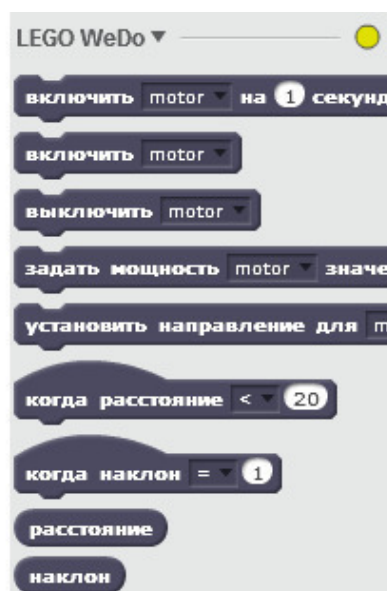 LEGO WeDo
включить motor на 1 секунд
включить motor
выключить motor
задать мощность motor значе
установить направление для m
когда расстояние < 20
когда наклон = 1
расстояние
наклон